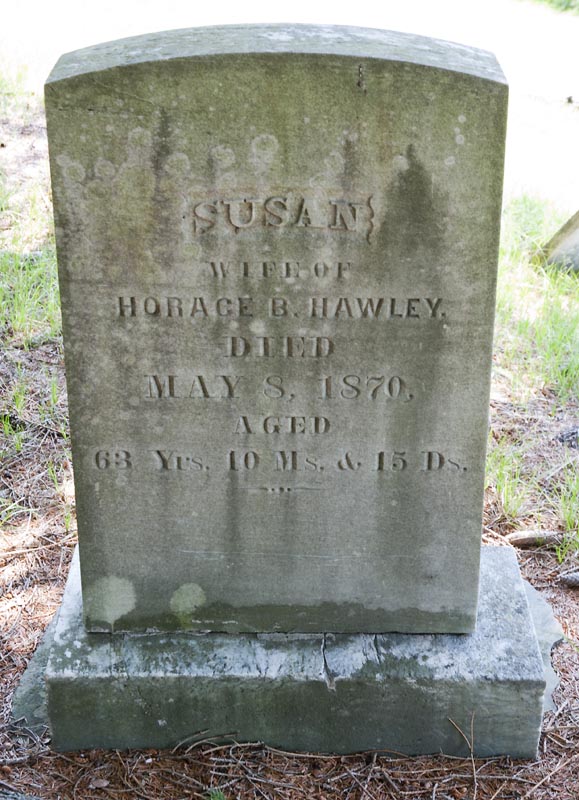 SUSAN
WIFE OF
HORACE B. HAWLEY.
DIED
MAY 8, 1870,
AGED
63 Yrs. 10 Ms. & 15 Ds.